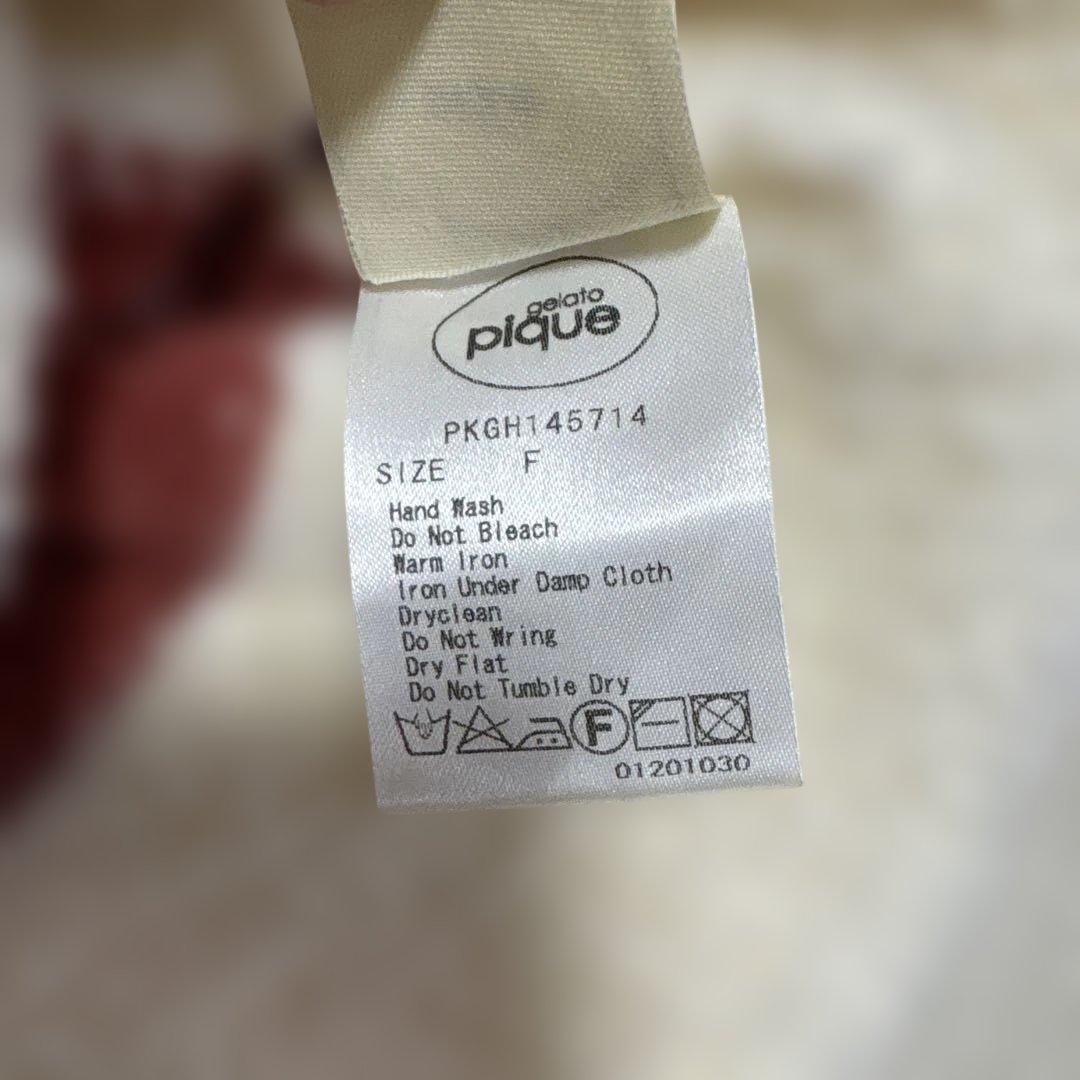 gelato
pique
PKGH145714
SIZE F
Hand Wash
Do Not Bleach
Warm Iron
Iron Under Damp Cloth
Dryclean
Do Not Wring
Dry Flat
Do Not Tumble Dry
F
01201030